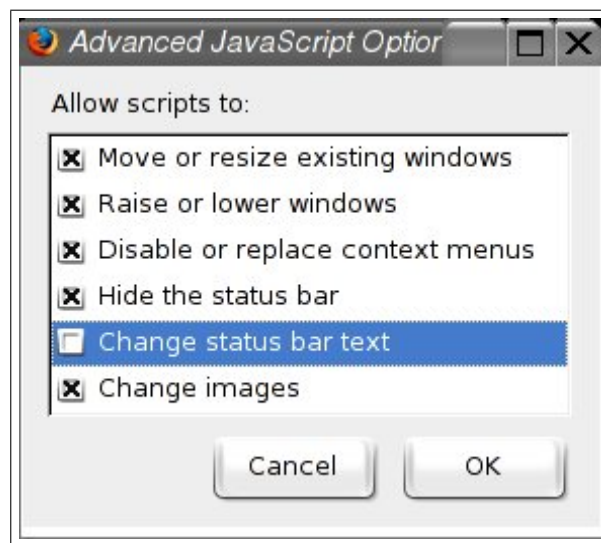 Advanced JavaScript Optior
Allow scripts to:
Move or resize existing windows
Raise or lower windows
Disable or replace context menus
Hide the status bar
Change status bar text
Change images
Cancel
OK